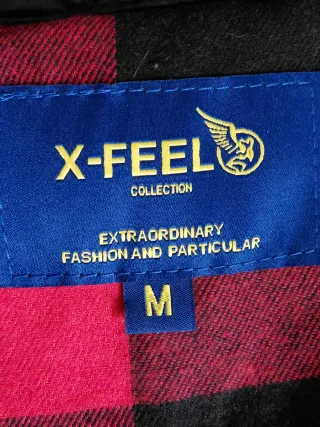 X-FEEL
COLLECTION
EXTRAORDINARY
FASHION AND PARTICULAR
M